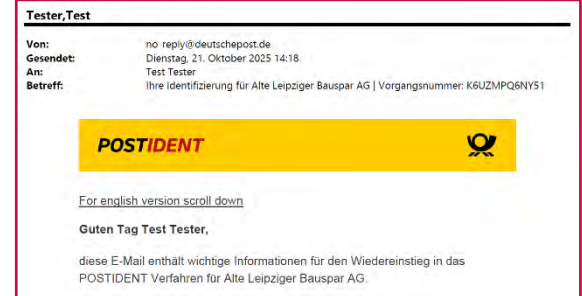 Tester,Test
Von: no reply@deutschepost.de
Gesendet: Dienstag, 21. Oktober 2025 14:18
An: Test Tester
Betreff: Ihre Identifizierung für Alte Leipziger Bauspar AG | Vorgangsnummer: K6UZMPQ6NY51
POSTIDENT
For english version scroll down
Guten Tag Test Tester,
diese E-Mail enthält wichtige Informationen für den Wiedereinstieg in das
POSTIDENT Verfahren für Alte Leipziger Bauspar AG.